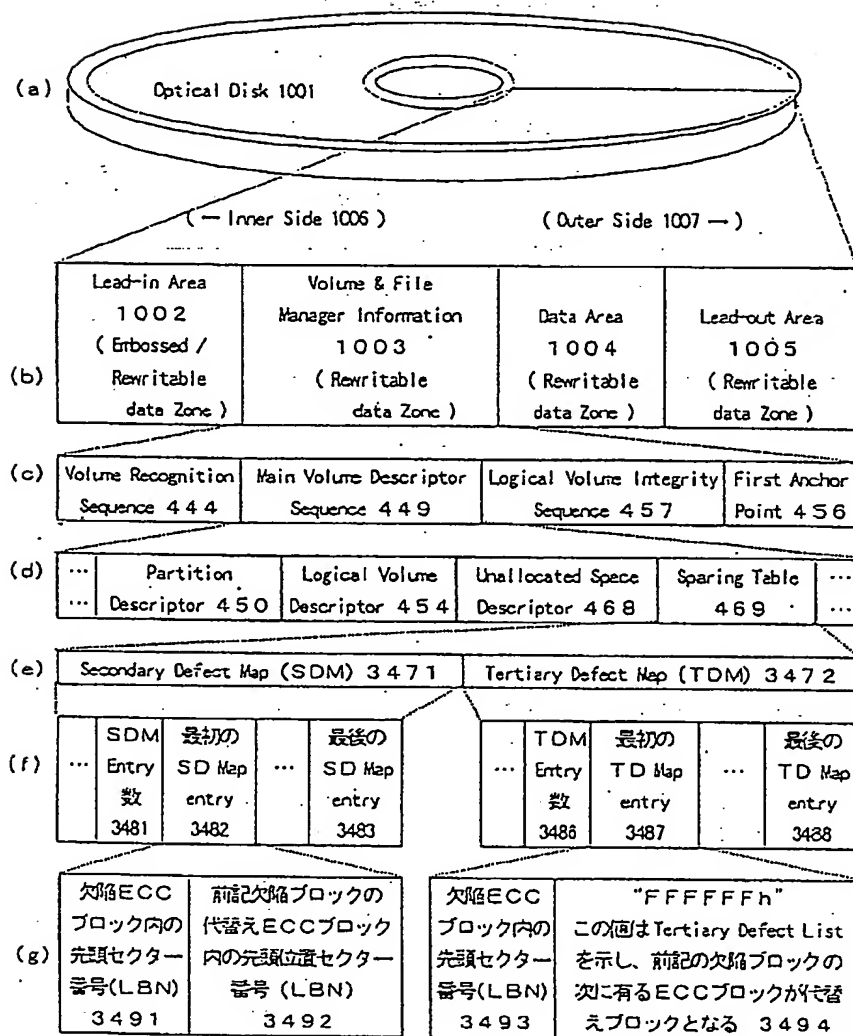 (a)
Optical Disk 1001
(← Inner Side 1006 )
(Outer Side 1007 → )
(b)
Lead-in Area
1002
( Embossed /
Rewritable
data Zone )
Volume & File
Manager Information
1003
( Rewritable
data Zone )
Data Area
1004
( Rewritable
data Zone )
Lead-out Area
1005
( Rewritable
data Zone )
(c)
Volume Recognition
Sequence 444
Main Volume Descriptor
Sequence 449
Logical Volume Integrity
Sequence 457
First Anchor
Point 456
(d)
...
...
Partition
Descriptor 450
Logical Volume
Descriptor 454
Unallocated Space
Descriptor 468
Sparing Table
469
...
...
(e)
Secondary Defect Map (SDM) 3471
Tertiary Defect Map (TDM) 3472
(f)
...
SDM
Entry
数
3481
最初の
SD Map
entry
3482
...
最後の
SD Map
entry
3483
...
TDM
Entry
数
3486
最初の
TD Map
entry
3487
...
最後の
TD Map
entry
3488
(g)
欠陥ECC
ブロック内の
先頭セクター
番号(LBN)
3491
前記欠陥ブロックの
代替えECCブロック
内の先頭位置セクター
番号 (LBN)
3492
欠陥ECC
ブロック内の
先頭セクター
番号(LBN)
3493
"FFFFFFh"
この値はTertiary Defect List
を示し、前記の欠陥ブロックの
次に有るECCブロックが代替
えブロックとなる 3494